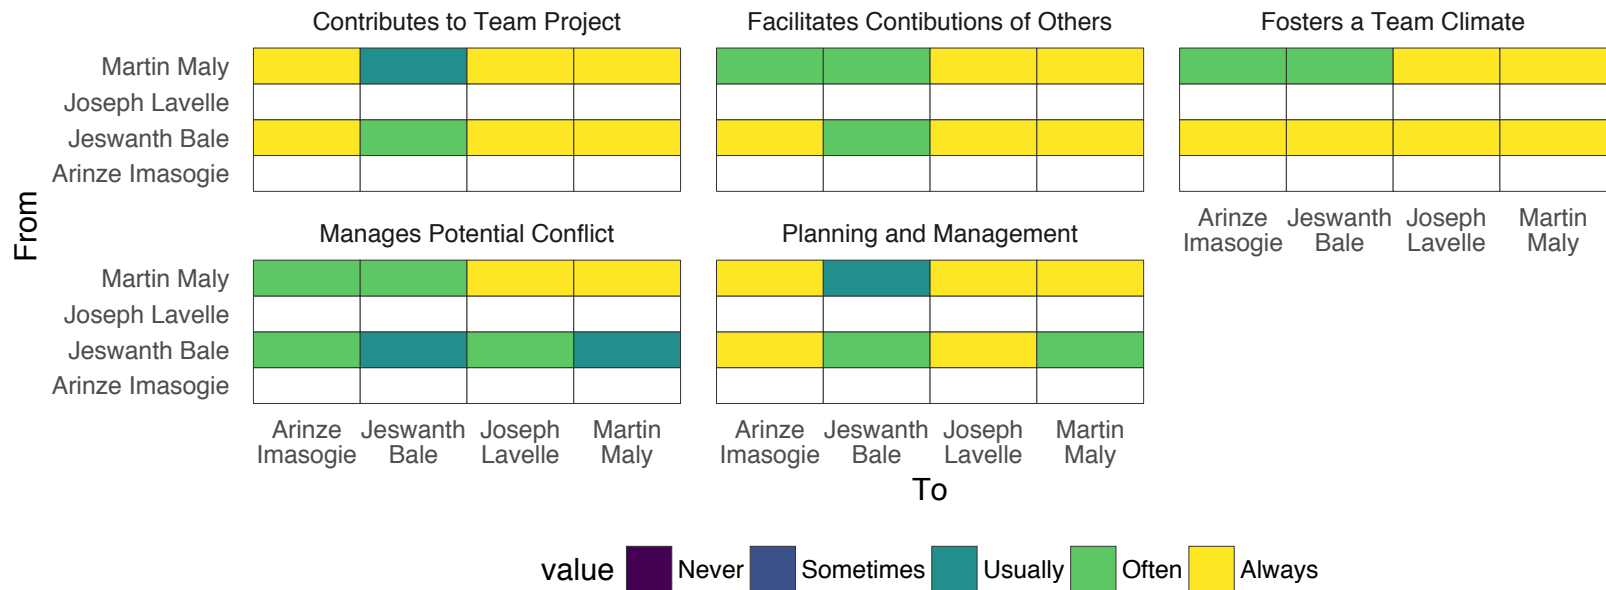 Contributes to Team Project
Facilitates Contibutions of Others
Fosters a Team Climate
Martin Maly
Joseph Lavelle
Jeswanth Bale
Arinze Imasogie
Arinze Imasogie
Jeswanth Bale
Joseph Lavelle
Martin Maly
From
Manages Potential Conflict
Planning and Management
Martin Maly
Joseph Lavelle
Jeswanth Bale
Arinze Imasogie
Arinze Imasogie
Jeswanth Bale
Joseph Lavelle
Martin Maly
Arinze Imasogie
Jeswanth Bale
Joseph Lavelle
Martin Maly
To
value Never Sometimes Usually Often Always